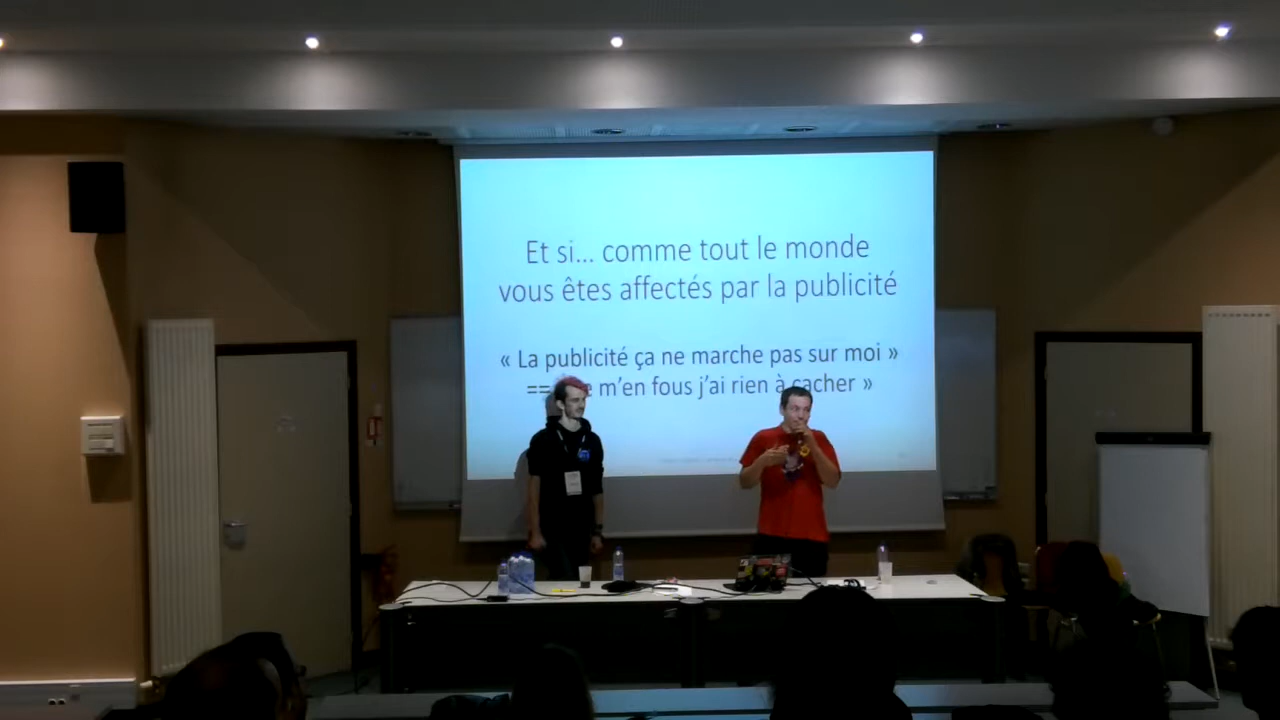 Et si... comme tout le monde
vous êtes affectés par la publicité
« La publicité ça ne marche pas sur moi »
== m'en fous j'ai rien à cacher »